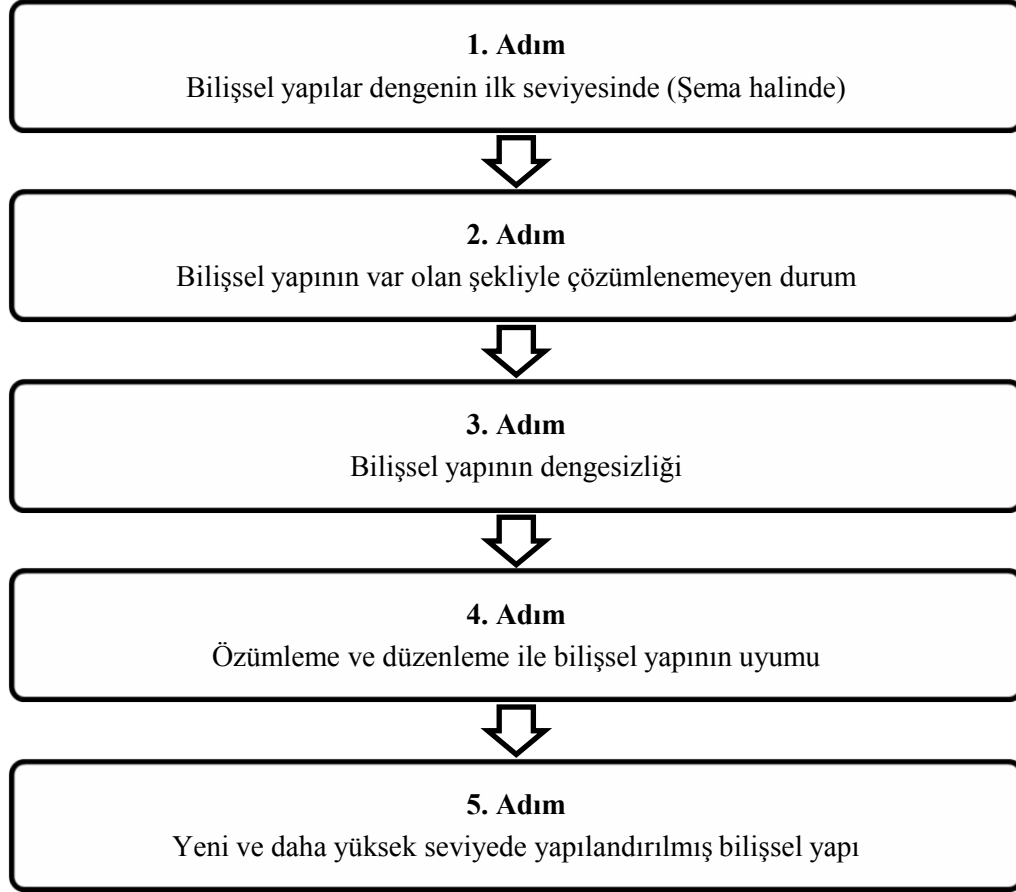 1. Adım
Bilişsel yapılar dengenin ilk seviyesinde (Şema halinde)
2. Adım
Bilişsel yapının var olan şekliyle çözümlenemeyen durum
3. Adım
Bilişsel yapının dengesizliği
4. Adım
Özümleme ve düzenleme ile bilişsel yapının uyumu
5. Adım
Yeni ve daha yüksek seviyede yapılandırılmış bilişsel yapı